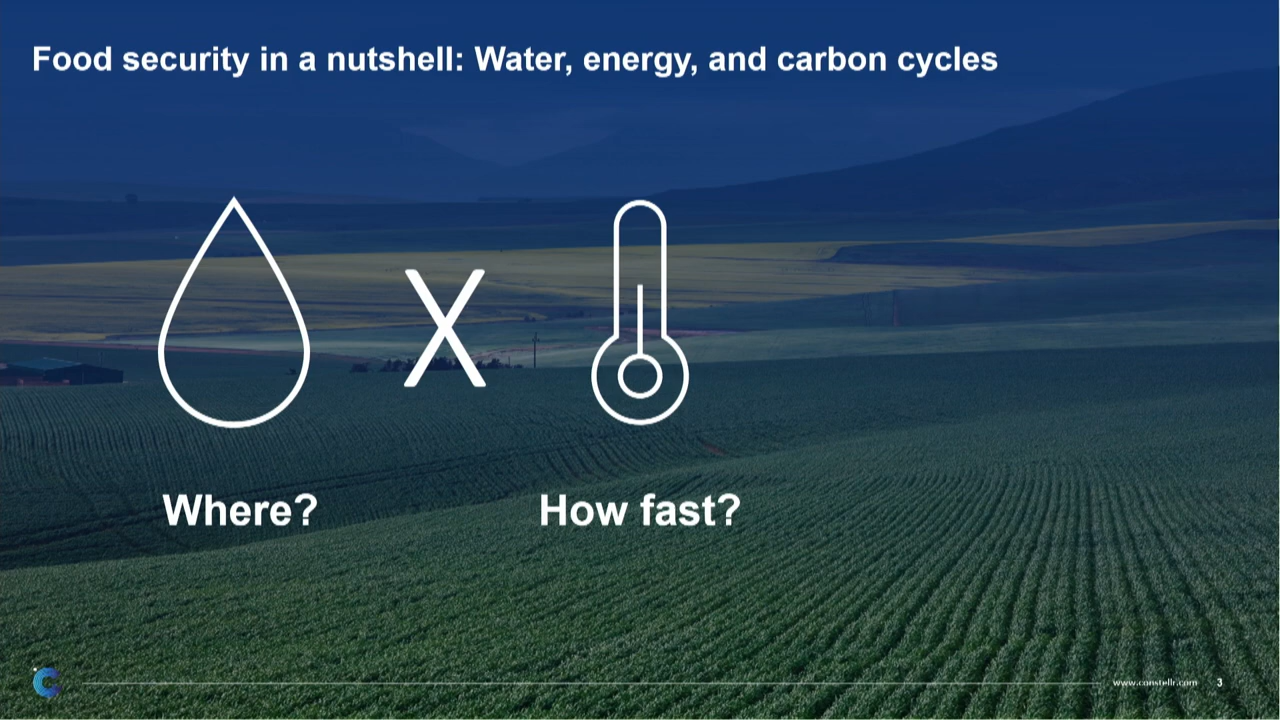 Food security in a nutshell: Water, energy, and carbon cycles
X
Where?
How fast?
www.constellr.com
3